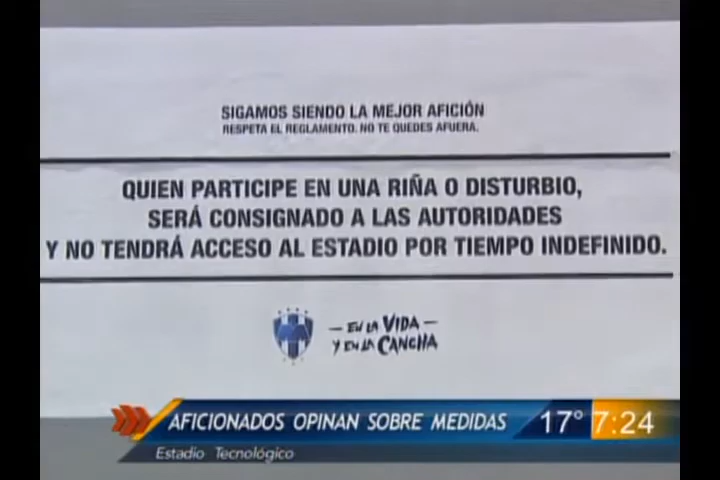 SIGAMOS SIENDO LA MEJOR AFICIÓN
RESPETA EL REGLAMENTO. NO TE QUEDES AFUERA.
QUIEN PARTICIPE EN UNA RIÑA O DISTURBIO,
SERÁ CONSIGNADO A LAS AUTORIDADES
Y NO TENDRÁ ACCESO AL ESTADIO POR TIEMPO INDEFINIDO.
— EN LA VIDA —
Y EN LA CANCHA
AFICIONADOS OPINAN SOBRE MEDIDAS 17° 7:24
Estadio Tecnológico